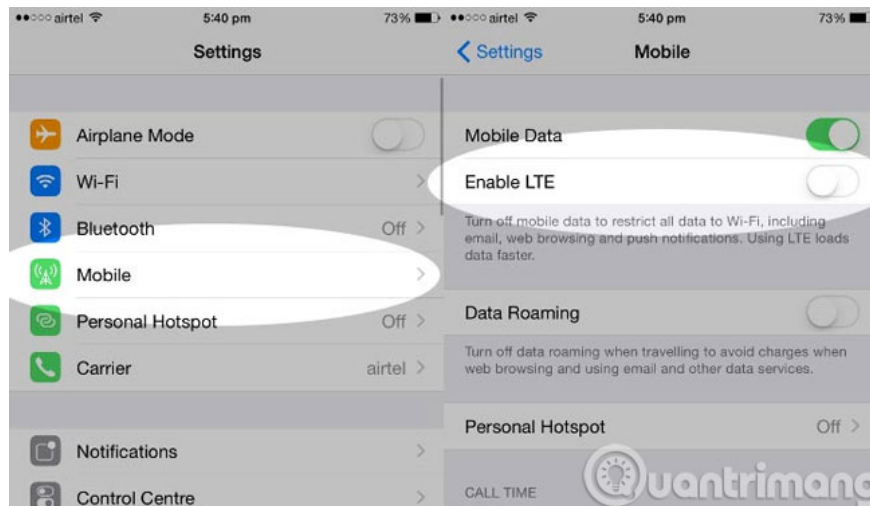 airtel 5:40 pm 73%
Settings
Airplane Mode
Wi-Fi
Bluetooth Off
Mobile
Personal Hotspot Off
Carrier airtel
Notifications
Control Centre
airtel 5:40 pm 73%
Settings Mobile
Mobile Data
Enable LTE
Turn off mobile data to restrict all data to Wi-Fi, including
email, web browsing and push notifications. Using LTE loads
data faster.
Data Roaming
Turn off data roaming when travelling to avoid charges when
web browsing and using email and other data services.
Personal Hotspot Off
CALL TIME
Quantrimang